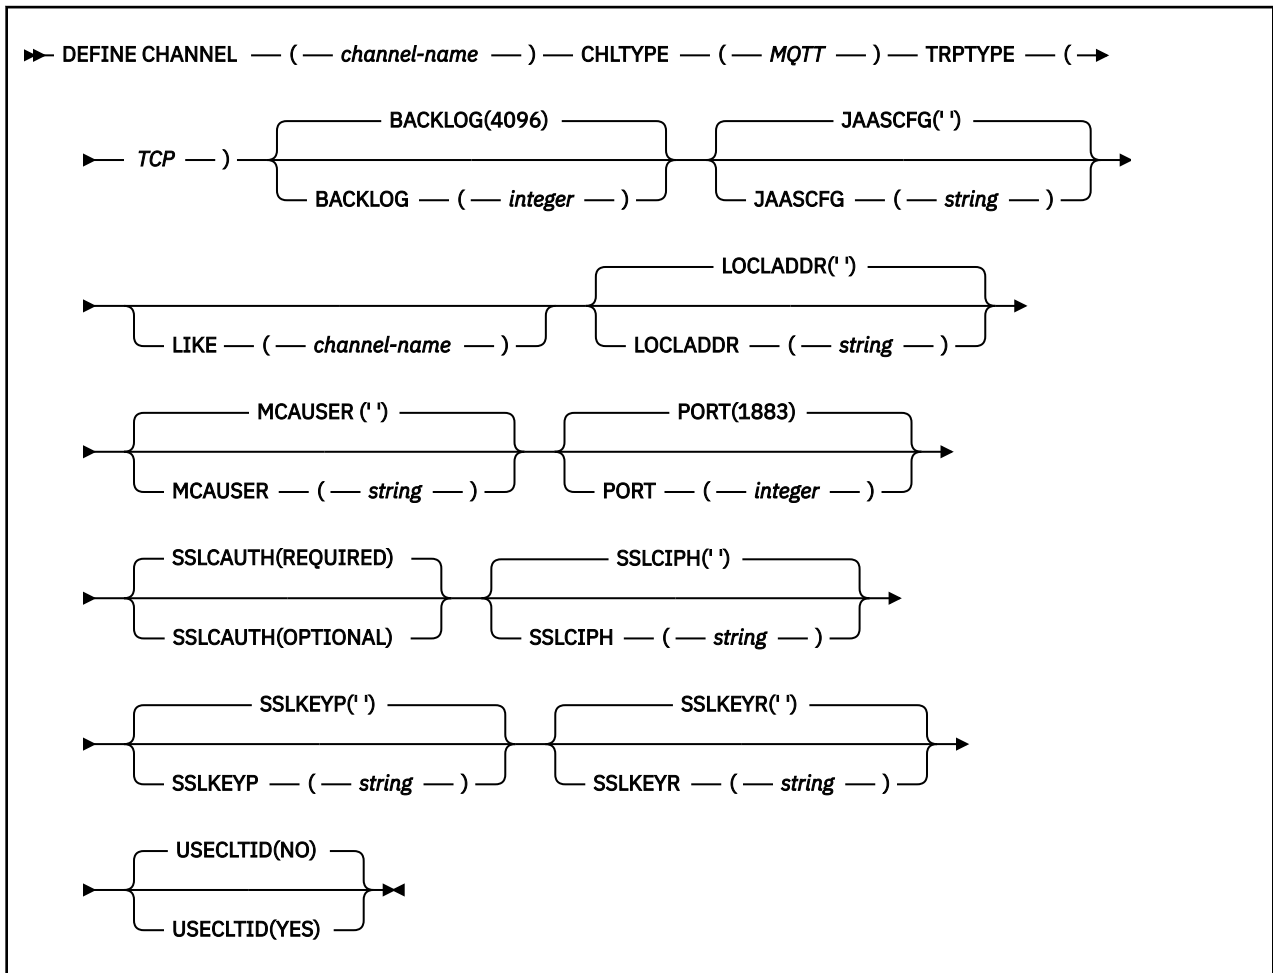 DEFINE CHANNEL ( channel-name ) CHLTYPE ( MQTT ) TRPTYPE (
BACKLOG(4096) JAASCFG(' ')
TCP )
BACKLOG ( integer ) JAASCFG ( string )
LOCLADDR(' ')
LIKE ( channel-name ) LOCLADDR ( string )
MCAUSER (' ') PORT(1883)
MCAUSER ( string ) PORT ( integer )
SSLCAUTH(REQUIRED) SSLCIPH(' ')
SSLCAUTH(OPTIONAL) SSLCIPH ( string )
SSLKEYP(' ') SSLKEYR(' ')
SSLKEYP ( string ) SSLKEYR ( string )
USECLTID(NO)
USECLTID(YES)